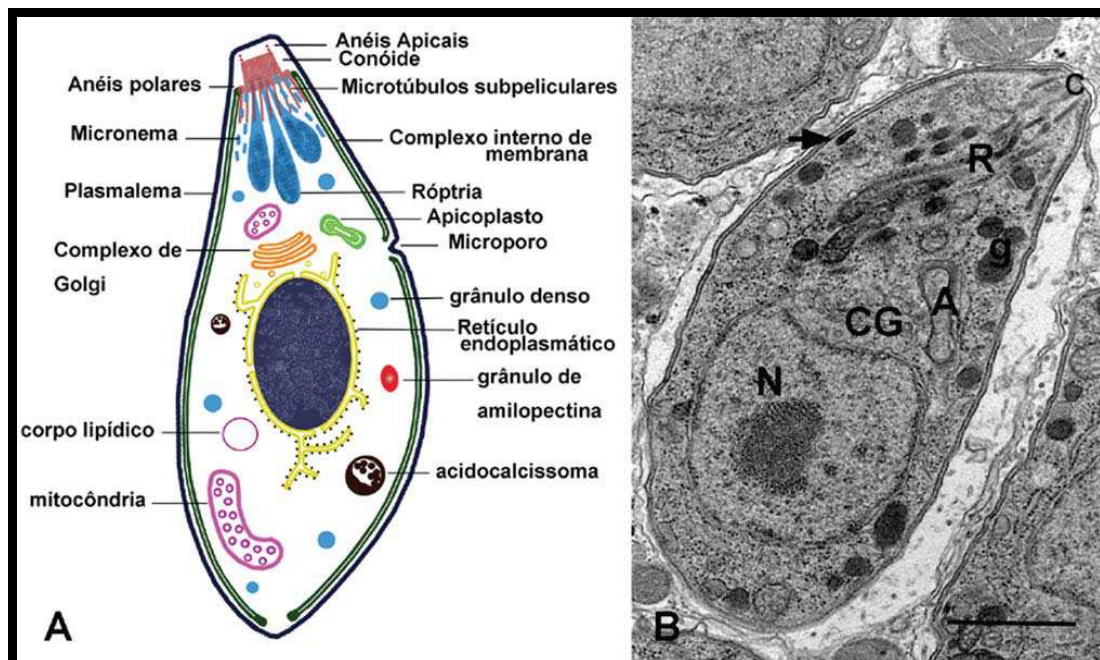 Anéis Apicais
Conóide
Anéis polares
Microtúbulos subpeliculares
Micronema
Complexo interno de
membrana
Plasmalema
Róptria
Apicoplasto
Microporo
Complexo de
Golgi
grânulo denso
Retículo
endoplasmático
grânulo de
amilopectina
corpo lipídico
acidocalcissoma
mitocôndria
A
C
R
g
A
CG
N
B